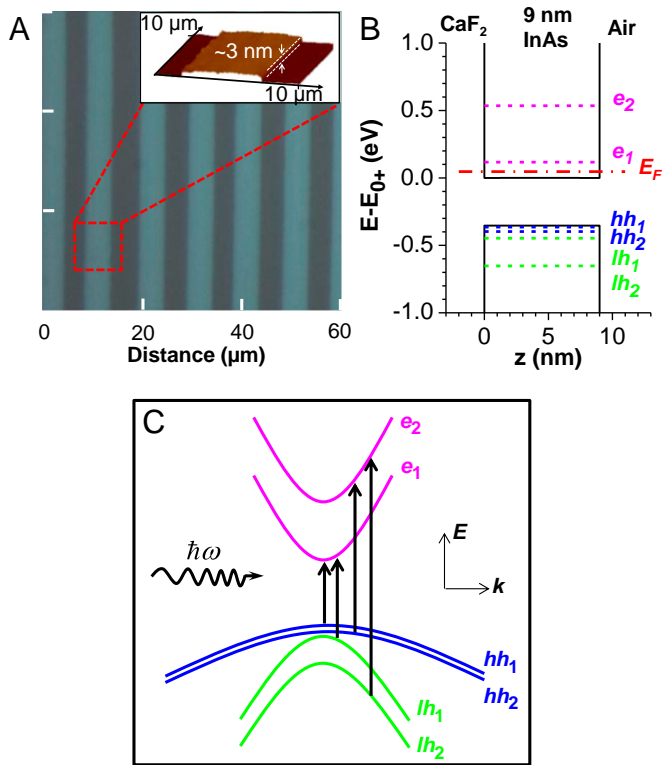 A
10 µm
~3 nm
10 µm
0
20
40
60
Distance (µm)
B
CaF2
9 nm
InAs
Air
1.0
0.5
0.0
-0.5
-1.0
E-E0+ (eV)
e2
e1
EF
hh1
hh2
lh1
lh2
0
5
10
z (nm)
C
e2
e1
ħω
E
k
hh1
hh2
lh1
lh2